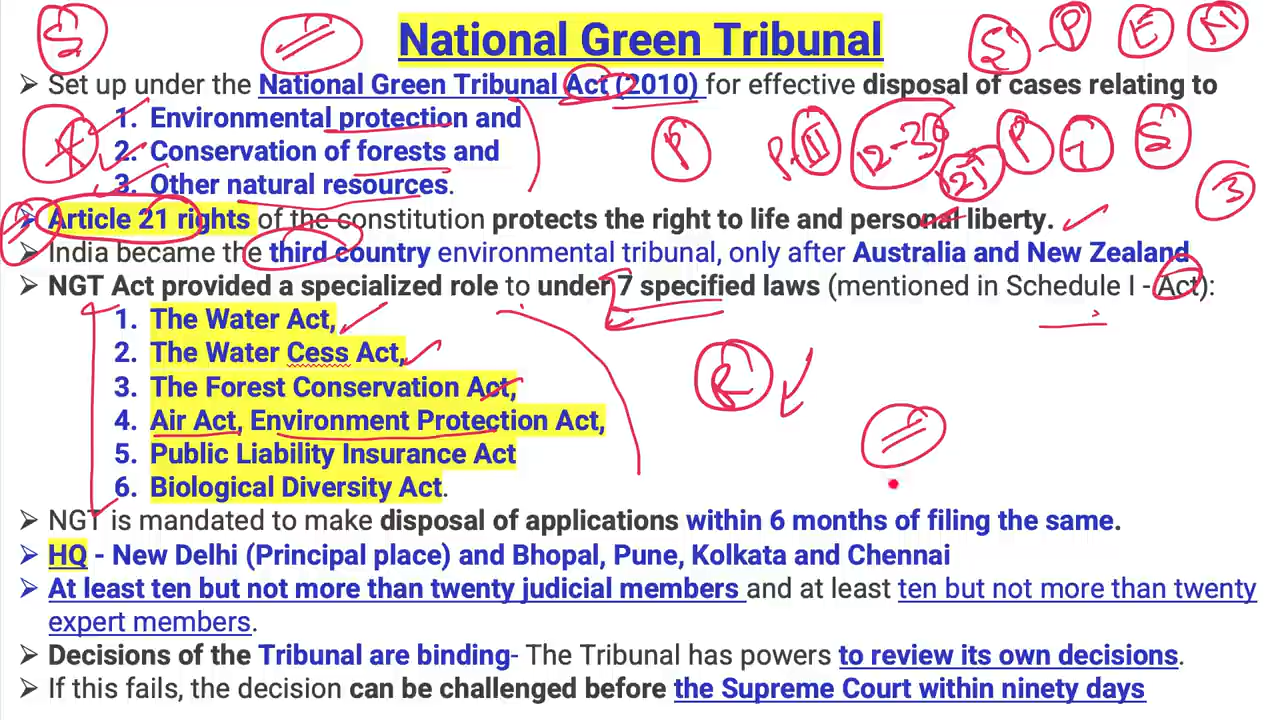 National Green Tribunal
➢ Set up under the National Green Tribunal Act (2010) for effective disposal of cases relating to
1. Environmental protection and
2. Conservation of forests and
3. Other natural resources.
➢ Article 21 rights of the constitution protects the right to life and personal liberty.
➢ India became the third country environmental tribunal, only after Australia and New Zealand
➢ NGT Act provided a specialized role to under 7 specified laws (mentioned in Schedule I - Act):
1. The Water Act,
2. The Water Cess Act,
3. The Forest Conservation Act,
4. Air Act, Environment Protection Act,
5. Public Liability Insurance Act
6. Biological Diversity Act.
➢ NGT is mandated to make disposal of applications within 6 months of filing the same.
➢ HQ - New Delhi (Principal place) and Bhopal, Pune, Kolkata and Chennai
➢ At least ten but not more than twenty judicial members and at least ten but not more than twenty
expert members.
➢ Decisions of the Tribunal are binding- The Tribunal has powers to review its own decisions.
➢ If this fails, the decision can be challenged before the Supreme Court within ninety days
P
E
P
P. III
12-35
21
P
3
R